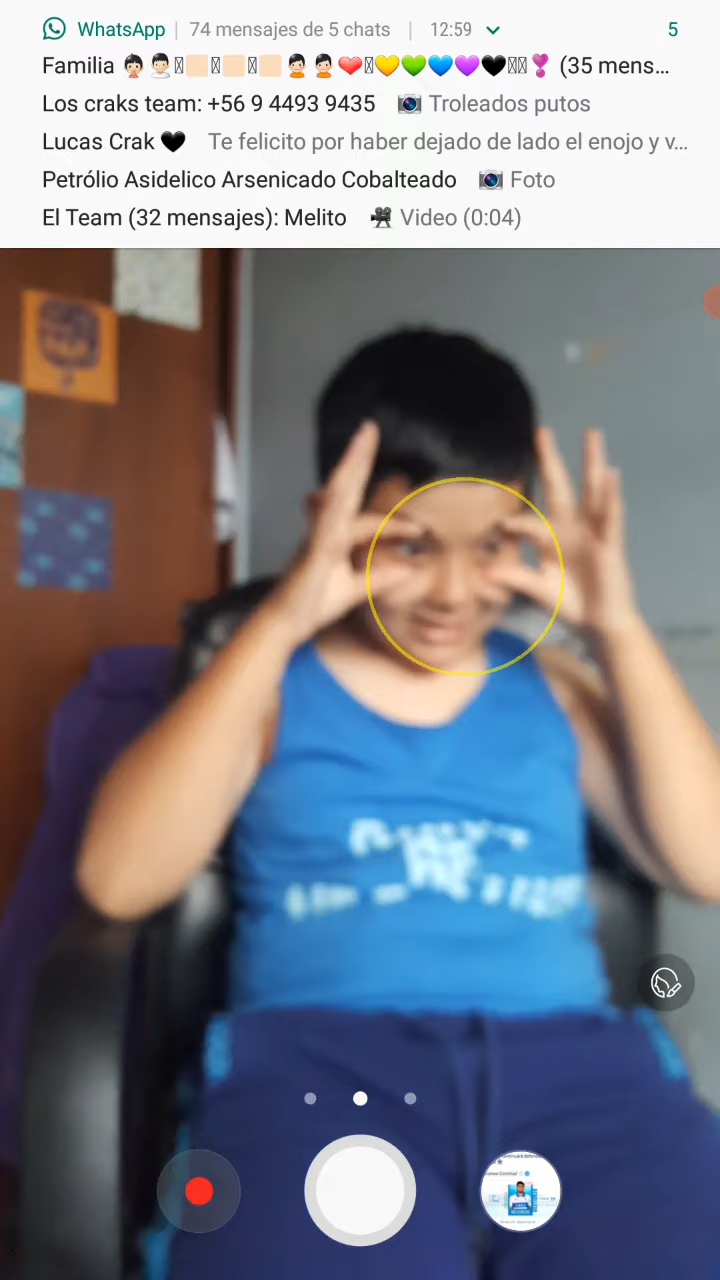 WhatsApp | 74 mensajes de 5 chats | 12:59 5
Familia (35 mens...
Los craks team: +56 9 4493 9435 📷 Troleados putos
Lucas Crak 🖤 Te felicito por haber dejado de lado el enojo y v...
Petrólio Asidelico Arsenicado Cobalteado 📷 Foto
El Team (32 mensajes): Melito 🎥 Video (0:04)